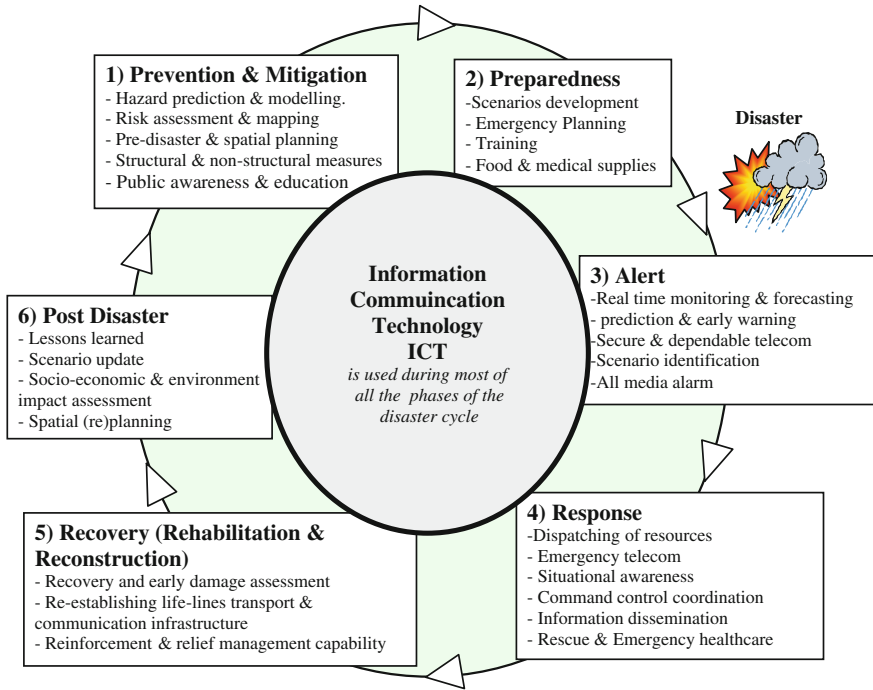 1) Prevention & Mitigation
- Hazard prediction & modelling.
- Risk assessment & mapping
- Pre-disaster & spatial planning
- Structural & non-structural measures
- Public awareness & education
2) Preparedness
-Scenarios development
- Emergency Planning
- Training
- Food & medical supplies
Disaster
3) Alert
-Real time monitoring & forecasting
- prediction & early warning
-Secure & dependable telecom
-Scenario identification
-All media alarm
4) Response
-Dispatching of resources
- Emergency telecom
- Situational awareness
- Command control coordination
- Information dissemination
- Rescue & Emergency healthcare
5) Recovery (Rehabilitation &
Reconstruction)
- Recovery and early damage assessment
- Re-establishing life-lines transport &
communication infrastructure
- Reinforcement & relief management capability
6) Post Disaster
- Lessons learned
- Scenario update
- Socio-economic & environment
impact assessment
- Spatial (re)planning
Information
Commuincation
Technology
ICT
is used during most of
all the phases of the
disaster cycle